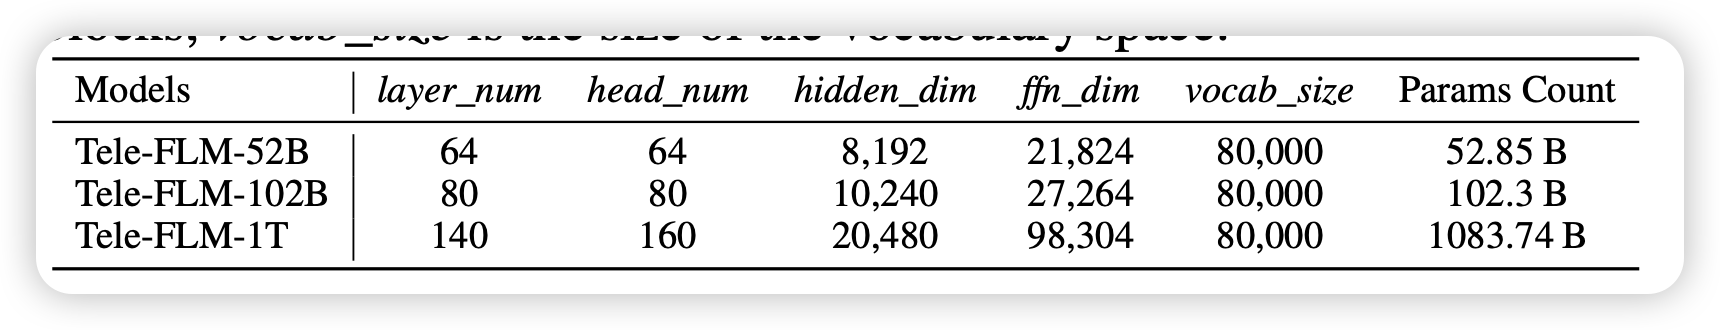 blocks, vocab_size is the size of the vocabulary space.
Models layer_num head_num hidden_dim ffn_dim vocab_size Params Count
Tele-FLM-52B 64 64 8,192 21,824 80,000 52.85 B
Tele-FLM-102B 80 80 10,240 27,264 80,000 102.3 B
Tele-FLM-1T 140 160 20,480 98,304 80,000 1083.74 B